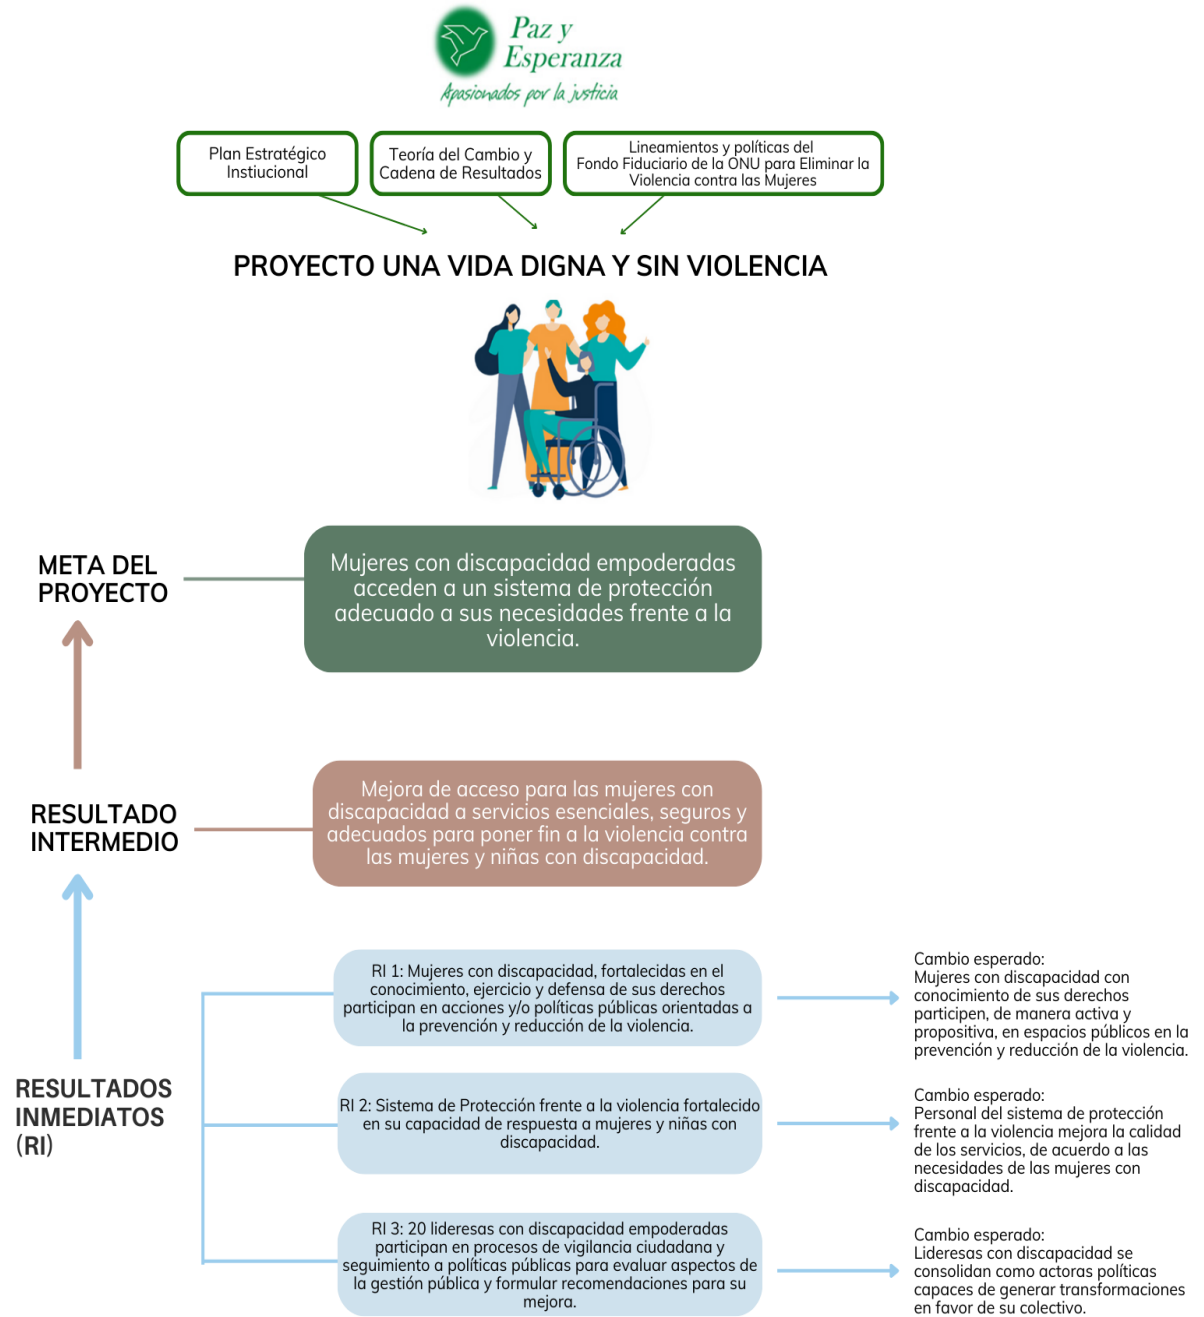 Paz y
Esperanza
Apasionados por la justicia
Plan Estratégico
Instiucional
Teoría del Cambio y
Cadena de Resultados
Lineamientos y políticas del
Fondo Fiduciario de la ONU para Eliminar la
Violencia contra las Mujeres
PROYECTO UNA VIDA DIGNA Y SIN VIOLENCIA
META DEL
PROYECTO
Mujeres con discapacidad empoderadas
acceden a un sistema de protección
adecuado a sus necesidades frente a la
violencia.
RESULTADO
INTERMEDIO
Mejora de acceso para las mujeres con
discapacidad a servicios esenciales, seguros y
adecuados para poner fin a la violencia contra
las mujeres y niñas con discapacidad.
RESULTADOS
INMEDIATOS
(RI)
RI 1: Mujeres con discapacidad, fortalecidas en el
conocimiento, ejercicio y defensa de sus derechos
participan en acciones y/o políticas públicas orientadas a
la prevención y reducción de la violencia.
Cambio esperado:
Mujeres con discapacidad con
conocimiento de sus derechos
participen, de manera activa y
propositiva, en espacios públicos en la
prevención y reducción de la violencia.
RI 2: Sistema de Protección frente a la violencia fortalecido
en su capacidad de respuesta a mujeres y niñas con
discapacidad.
Cambio esperado:
Personal del sistema de protección
frente a la violencia mejora la calidad
de los servicios, de acuerdo a las
necesidades de las mujeres con
discapacidad.
RI 3: 20 lideresas con discapacidad empoderadas
participan en procesos de vigilancia ciudadana y
seguimiento a políticas públicas para evaluar aspectos de
la gestión pública y formular recomendaciones para su
mejora.
Cambio esperado:
Lideresas con discapacidad se
consolidan como actoras políticas
capaces de generar transformaciones
en favor de su colectivo.